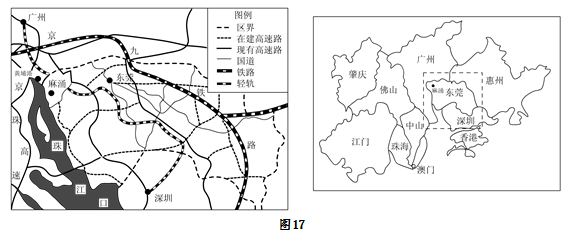 广州
京
九
铁
路
图例
区界
在建高速路
现有高速路
国道
铁路
轻轨
黄埔港
麻涌
东莞
京
珠
高
速
珠
江
口
深圳
广州
肇庆
佛山
惠州
麻涌
东莞
深圳
香港
中山
江门
珠海
澳门
图17